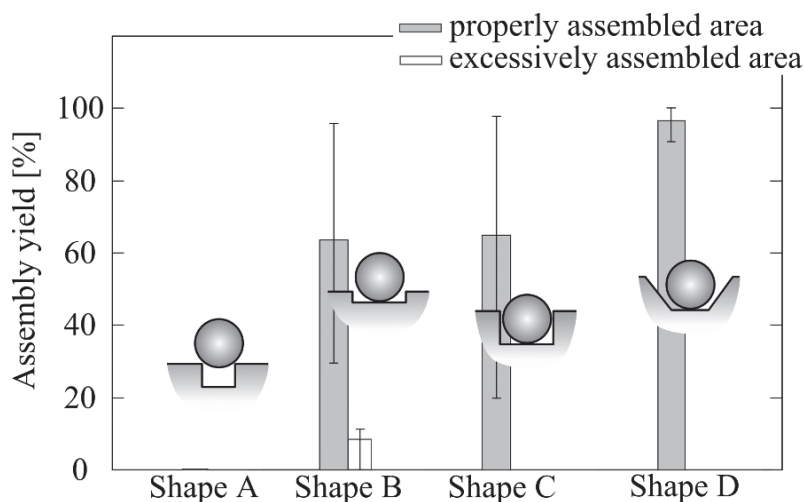 properly assembled area
excessively assembled area
Assembly yield [%]
100
80
60
40
20
0
Shape A
Shape B
Shape C
Shape D